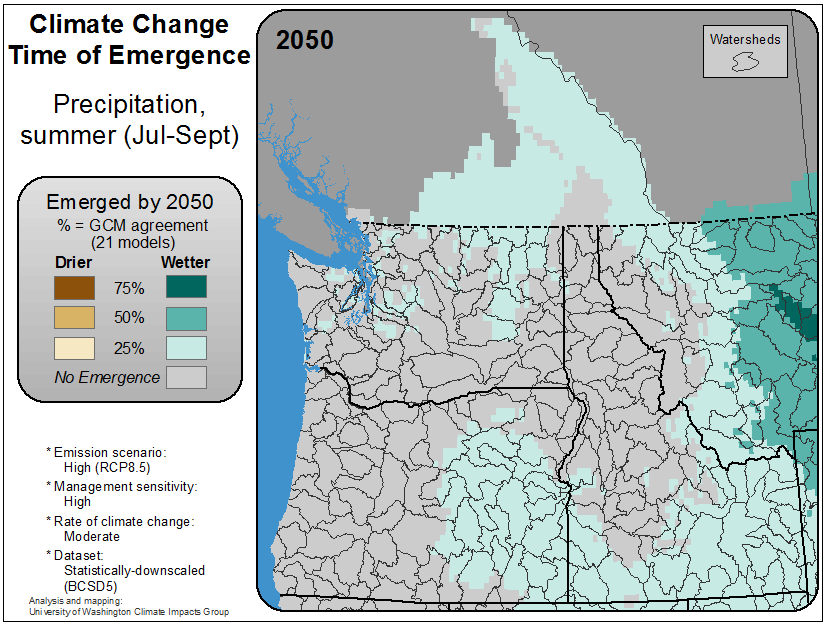 Climate Change
Time of Emergence
Precipitation,
summer (Jul-Sept)
Emerged by 2050
% = GCM agreement
(21 models)
Drier Wetter
75%
50%
25%
No Emergence
* Emission scenario:
High (RCP8.5)
* Management sensitivity:
High
* Rate of climate change:
Moderate
* Dataset:
Statistically-downscaled
(BCSD5)
Analysis and mapping:
University of Washington Climate Impacts Group
2050
Watersheds